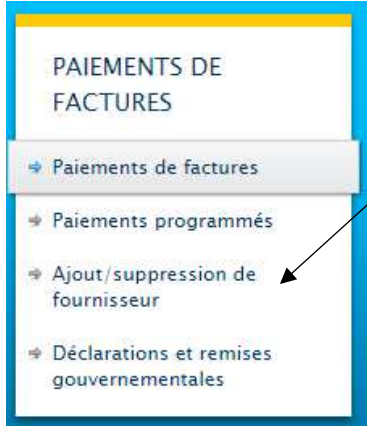 PAIEMENTS DE
FACTURES
Paiements de factures
Paiements programmés
Ajout/suppression de
fournisseur
Déclarations et remises
gouvernementales